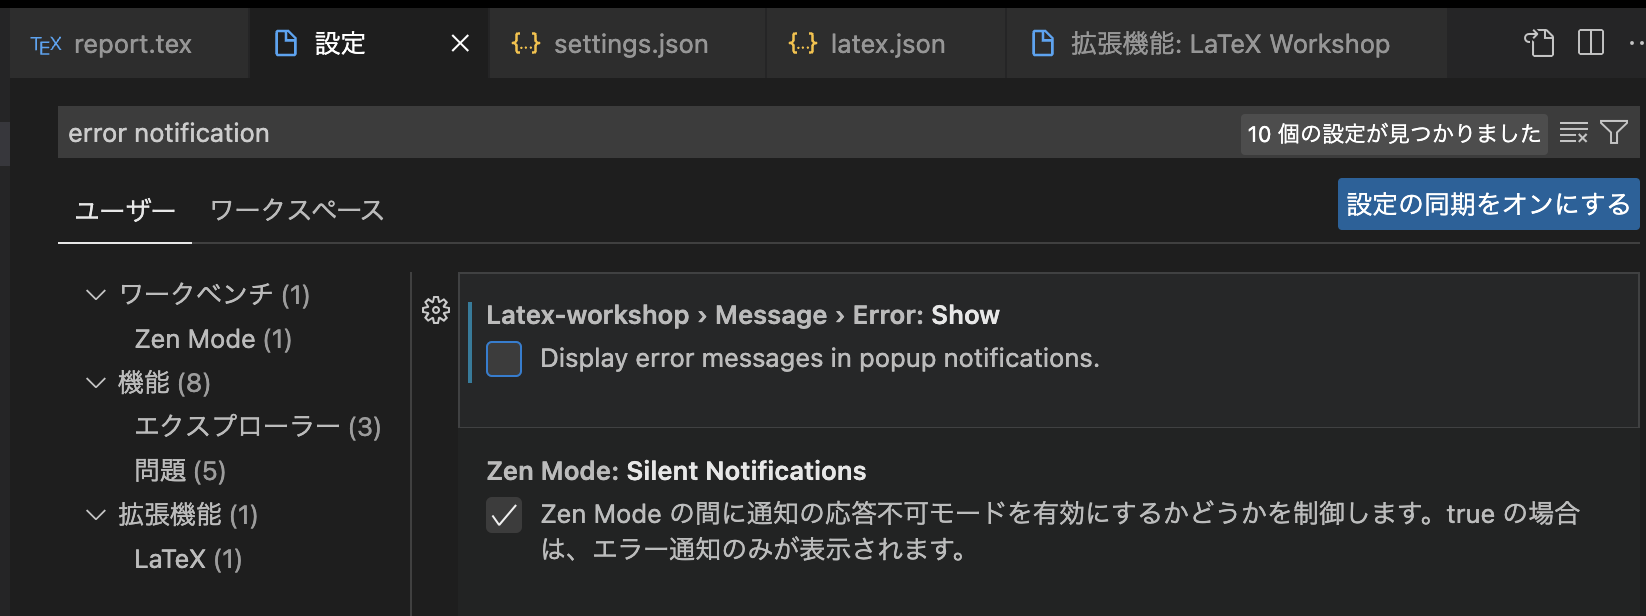 TEX report.tex
設定
{...} settings.json
{...} latex.json
拡張機能: LaTeX Workshop
error notification
10 個の設定が見つかりました
ユーザー
ワークスペース
設定の同期をオンにする
ワークベンチ (1)
Zen Mode (1)
機能 (8)
エクスプローラー (3)
問題 (5)
拡張機能 (1)
LaTeX (1)
Latex-workshop › Message › Error: Show
Display error messages in popup notifications.
Zen Mode: Silent Notifications
Zen Mode の間に通知の応答不可モードを有効にするかどうかを制御します。true の場合
は、エラー通知のみが表示されます。